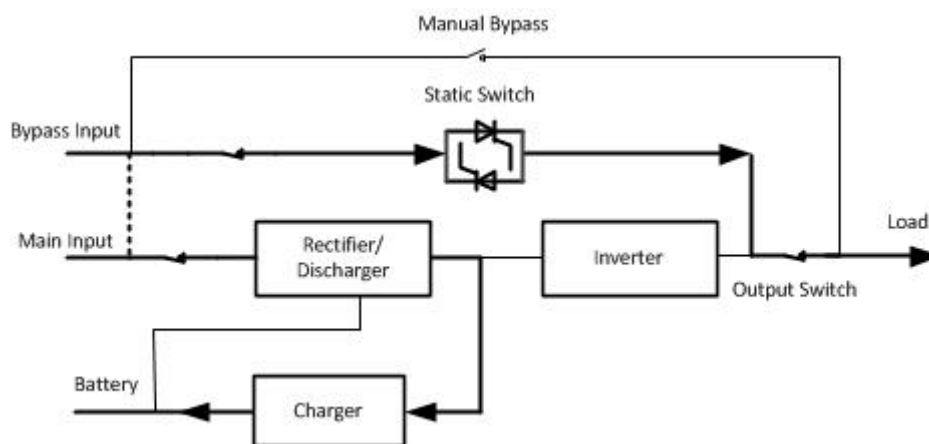 Manual Bypass
Static Switch
Bypass Input
Load
Main Input
Rectifier/
Discharger
Inverter
Output Switch
Battery
Charger